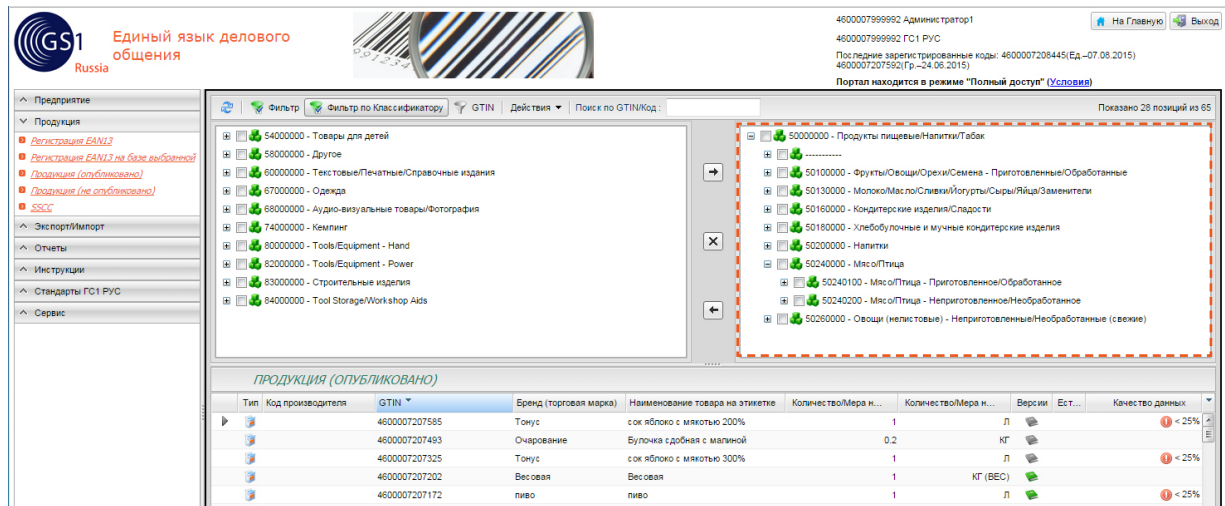 GS1
Russia
Единый язык делового
общения
991234
4600007999992 Администратор1
На Главную
Выход
4600007999992 ГС1 РУС
Последние зарегистрированные коды: 4600007208445(Ед.–07.08.2015)
4600007207592(Гр.–24.06.2015)
Портал находится в режиме "Полный доступ" (Условия)
Предприятие
Продукция
Регистрация EAN13
Регистрация EAN13 на базе выбранной
Продукция (опубликовано)
Продукция (не опубликовано)
SSCC
Экспорт/Импорт
Отчеты
Инструкции
Стандарты ГС1 РУС
Сервис
Фильтр
Фильтр по Классификатору
GTIN
Действия
Поиск по GTIN/Код :
Показано 28 позиций из 65
54000000 - Товары для детей
58000000 - Другое
60000000 - Текстовые/Печатные/Справочные издания
67000000 - Одежда
68000000 - Аудио-визуальные товары/Фотография
74000000 - Кемпинг
80000000 - Tools/Equipment - Hand
82000000 - Tools/Equipment - Power
83000000 - Строительные изделия
84000000 - Tool Storage/Workshop Aids
50000000 - Продукты пищевые/Напитки/Табак
-----------
50100000 - Фрукты/Овощи/Орехи/Семена - Приготовленные/Обработанные
50130000 - Молоко/Масло/Сливки/Йогурты/Сыры/Яйца/Заменители
50160000 - Кондитерские изделия/Сладости
50180000 - Хлебобулочные и мучные кондитерские изделия
50200000 - Напитки
50240000 - Мясо/Птица
50240100 - Мясо/Птица - Приготовленное/Обработанное
50240200 - Мясо/Птица - Неприготовленное/Необработанное
50260000 - Овощи (нелистовые) - Неприготовленные/Необработанные (свежие)
ПРОДУКЦИЯ (ОПУБЛИКОВАНО)
Тип Код производителя GTIN Бренд (торговая марка) Наименование товара на этикетке Количество/Мера н... Количество/Мера н... Версии Ест... Качество данных
4600007207585 Тонус сок яблоко с мякотью 200% 1 Л < 25%
4600007207493 Очарование Булочка сдобная с малиной 0.2 КГ
4600007207325 Тонус сок яблоко с мякотью 300% 1 Л < 25%
4600007207202 Весовая Весовая 1 КГ (ВЕС)
4600007207172 пиво пиво 1 Л < 25%